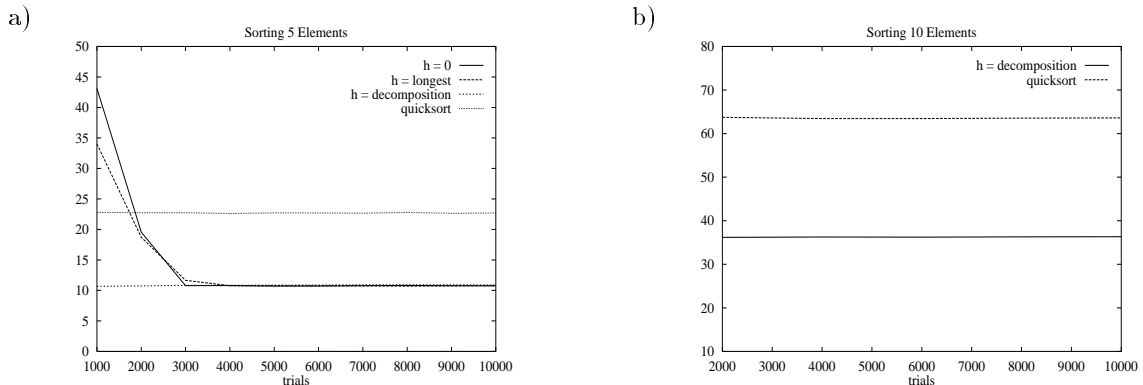 a)
Sorting 5 Elements
50
45
40
35
30
25
20
15
10
5
0
h = 0
h = longest
h = decomposition
quicksort
1000 2000 3000 4000 5000 6000 7000 8000 9000 10000
trials
b)
Sorting 10 Elements
80
70
60
50
40
30
20
10
h = decomposition
quicksort
2000 3000 4000 5000 6000 7000 8000 9000 10000
trials